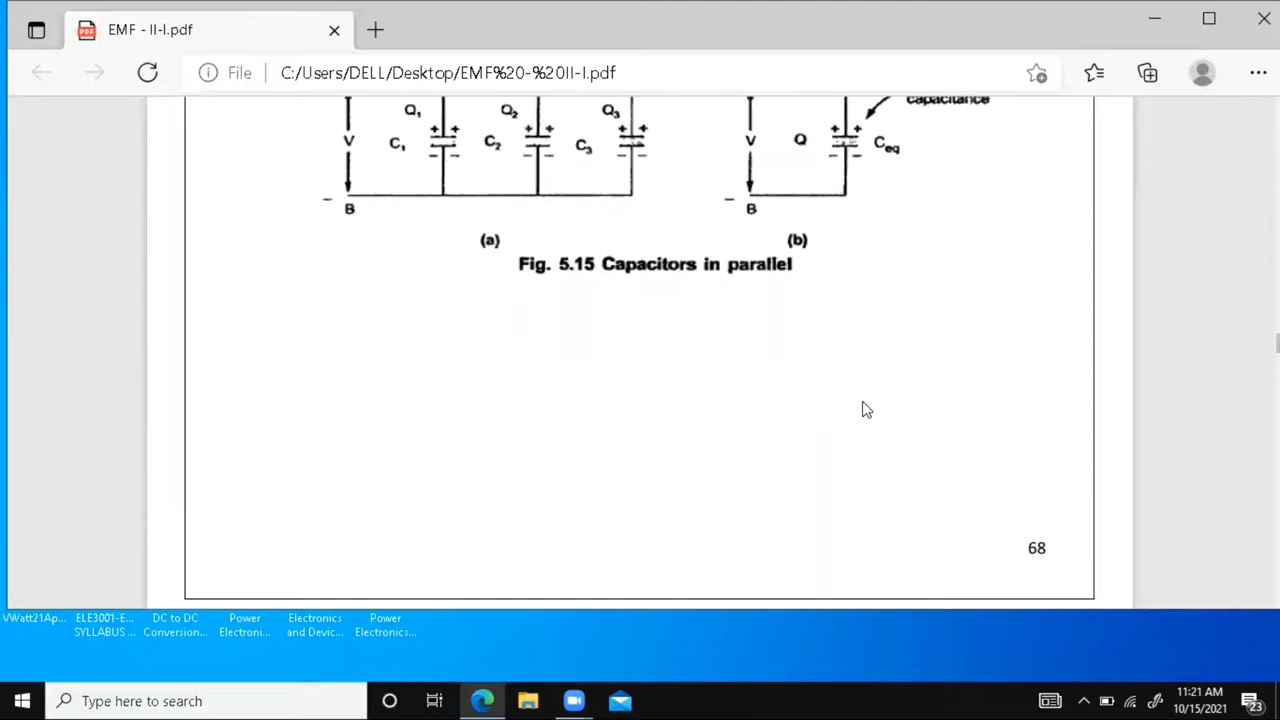 EMF - II-I.pdf
PDF
File
C:/Users/DELL/Desktop/EMF%20-%20II-I.pdf
capacitance
Q1 Q2 Q3 + + + + + + V C1 C2 C3 - - - - - - - B
V Q + + Ceq - - - B
(a) (b)
Fig. 5.15 Capacitors in parallel
68
VWatt21Ap... ELE3001-E... DC to DC Power Electronics Power
SYLLABUS ... Conversion... Electroni... and Devic... Electronics...
Type here to search
11:21 AM
10/15/2021
23